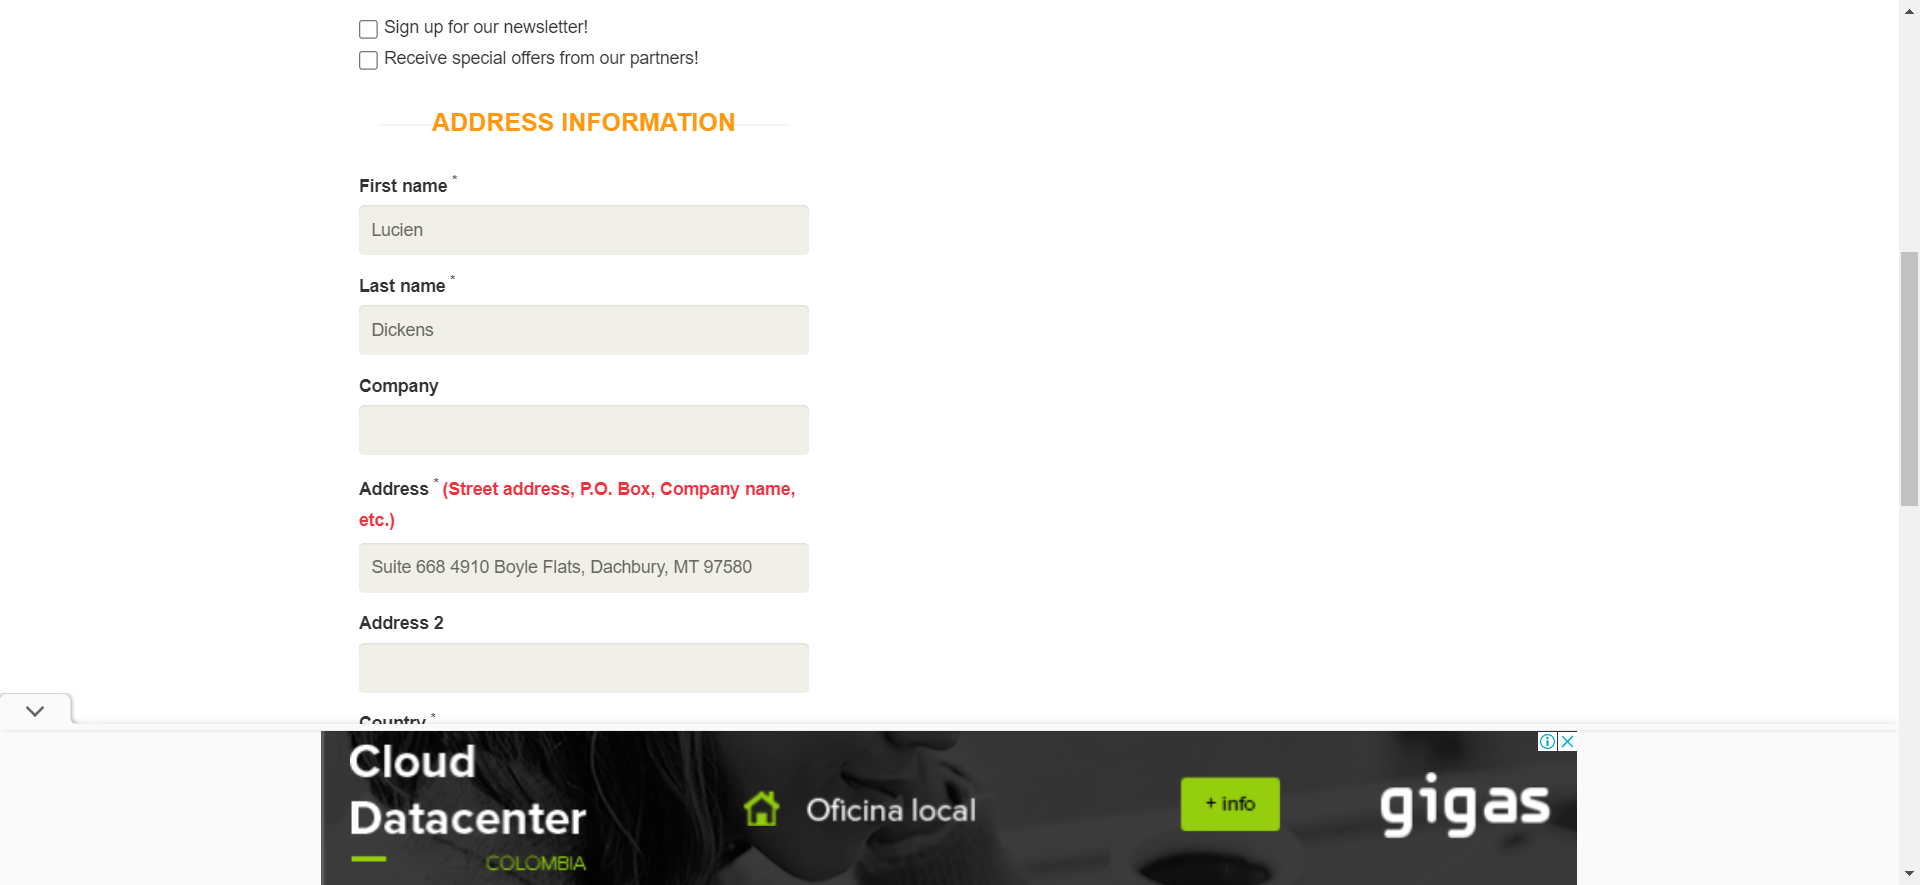 Sign up for our newsletter!
Receive special offers from our partners!
ADDRESS INFORMATION
First name *
Lucien
Last name *
Dickens
Company
Address * (Street address, P.O. Box, Company name,
etc.)
Suite 668 4910 Boyle Flats, Dachbury, MT 97580
Address 2
Country *
Cloud
Datacenter
COLOMBIA
Oficina local
+ info
gigas